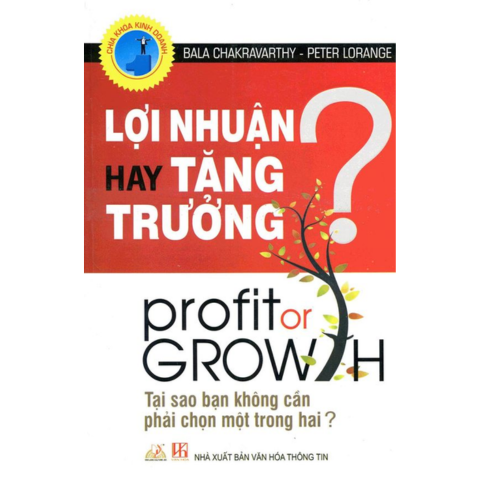 CHÌA KHÓA KINH DOANH
BALA CHAKRAVARTHY - PETER LORANGE
LỢI NHUẬN
HAY TĂNG
TRƯỞNG?
profit or
GROWTH
Tại sao bạn không cần
phải chọn một trong hai?
NHÀ XUẤT BẢN VĂN HÓA THÔNG TIN